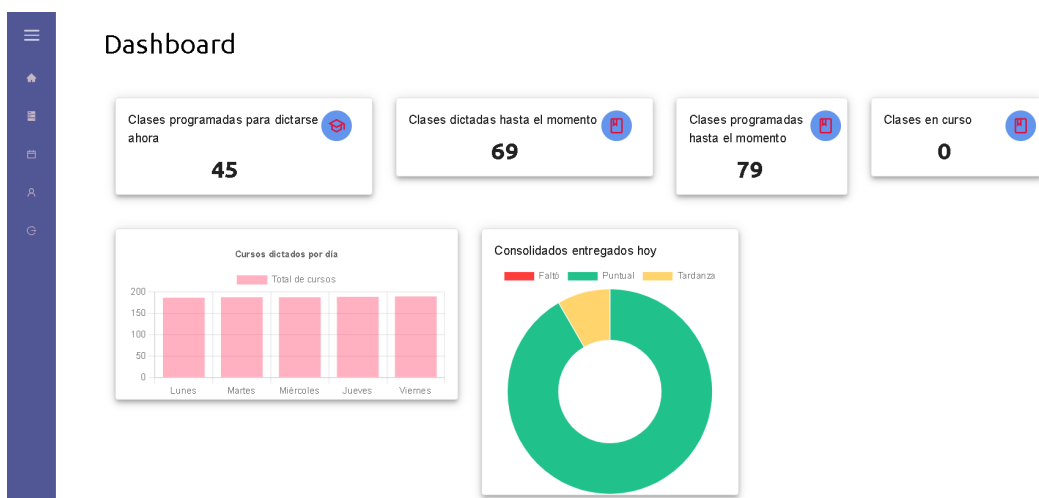 Dashboard
Clases programadas para dictarse
ahora
45
Clases dictadas hasta el momento
69
Clases programadas
hasta el momento
79
Clases en curso
0
Cursos dictados por día
Total de cursos
200
150
100
50
0
Lunes Martes Miércoles Jueves Viernes
Consolidados entregados hoy
Faltó Puntual Tardanza